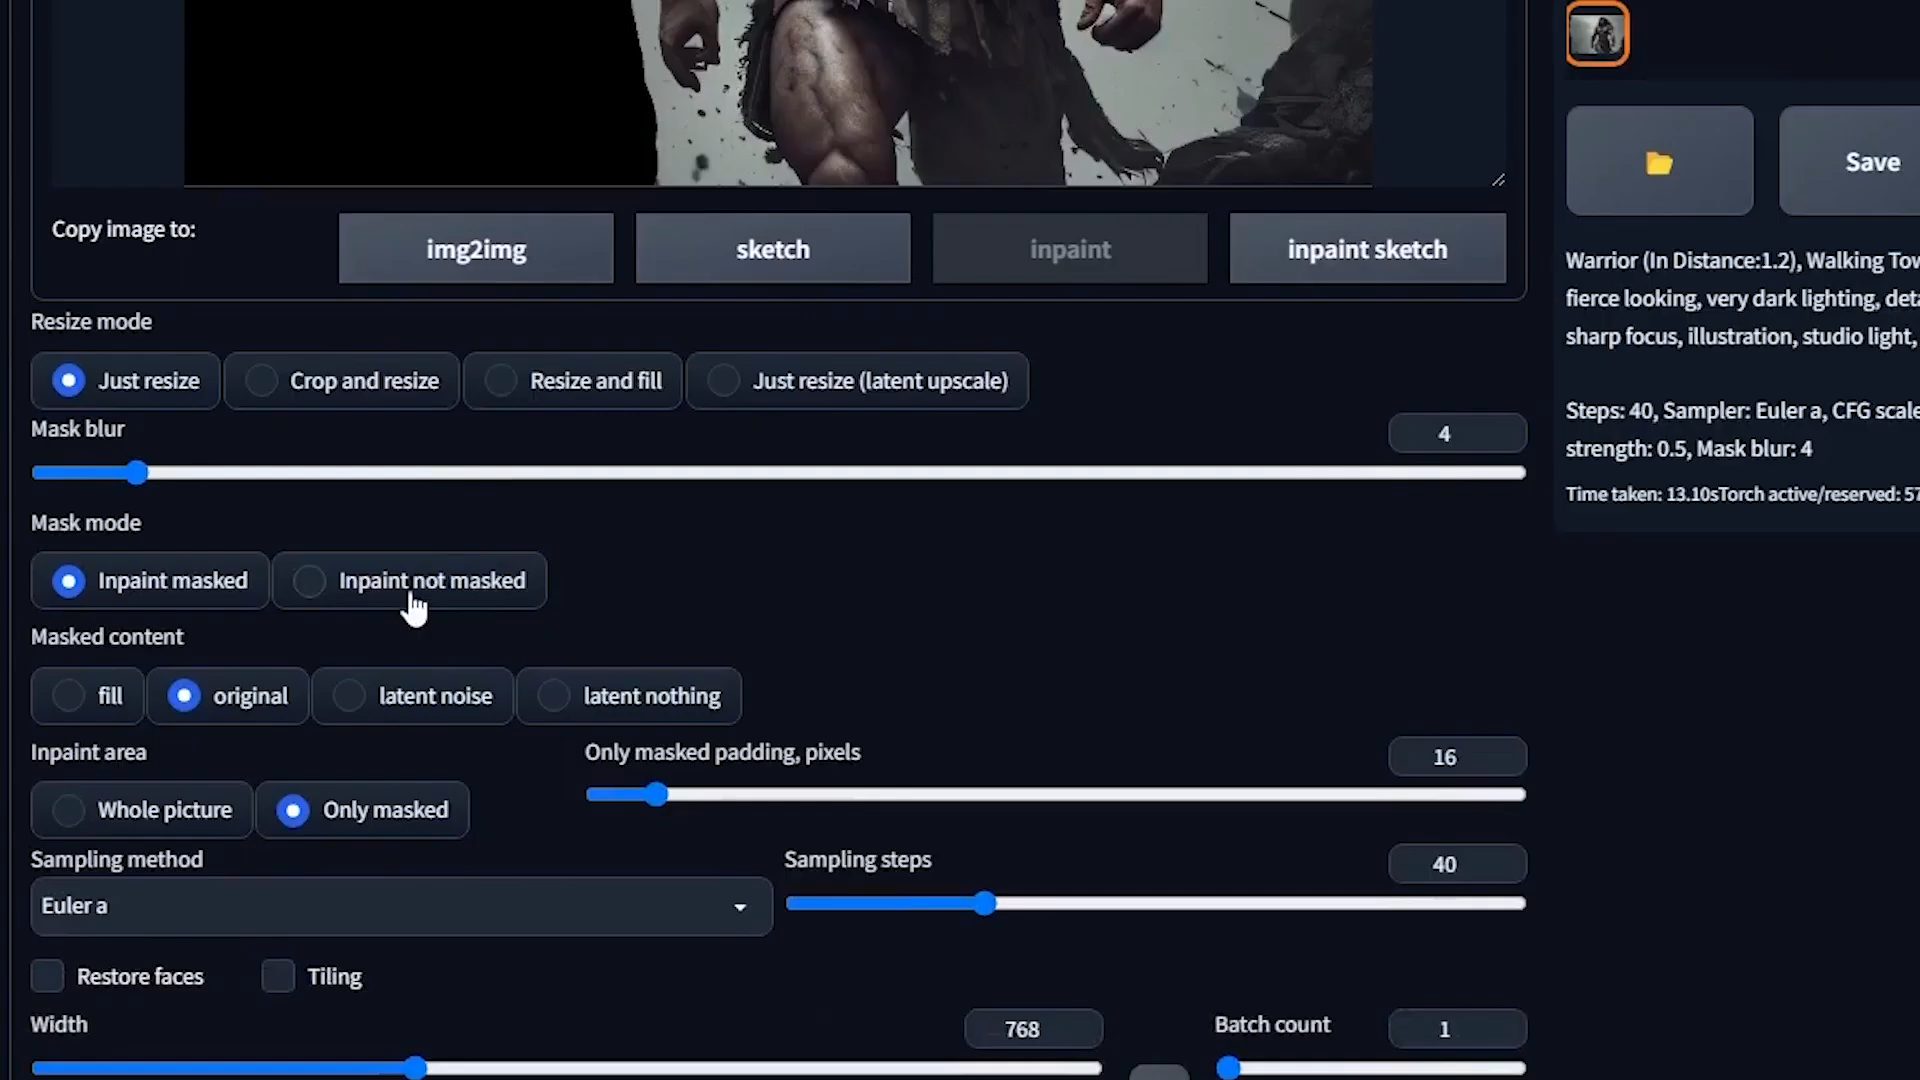 Copy image to:
img2img
sketch
inpaint
inpaint sketch
Save
Warrior (In Distance:1.2), Walking
fierce looking, very dark lighting,
sharp focus, illustration, studio light,
Steps: 40, Sampler: Euler a, CFG scale
strength: 0.5, Mask blur: 4
Time taken: 13.10sTorch active/reserved: 57
Resize mode
Just resize
Crop and resize
Resize and fill
Just resize (latent upscale)
Mask blur
4
Mask mode
Inpaint masked
Inpaint not masked
Masked content
fill
original
latent noise
latent nothing
Inpaint area
Only masked padding, pixels
16
Whole picture
Only masked
Sampling method
Sampling steps
40
Euler a
Restore faces
Tiling
Width
768
Batch count
1